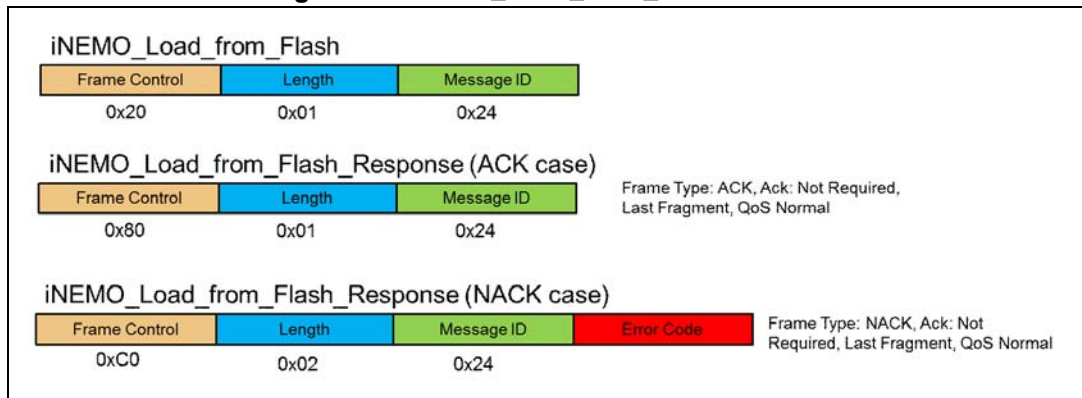 iNEMO_Load_from_Flash
Frame Control Length Message ID
0x20 0x01 0x24
iNEMO_Load_from_Flash_Response (ACK case)
Frame Control Length Message ID
Frame Type: ACK, Ack: Not Required,
Last Fragment, QoS Normal
0x80 0x01 0x24
iNEMO_Load_from_Flash_Response (NACK case)
Frame Control Length Message ID Error Code
Frame Type: NACK, Ack: Not
Required, Last Fragment, QoS Normal
0xC0 0x02 0x24